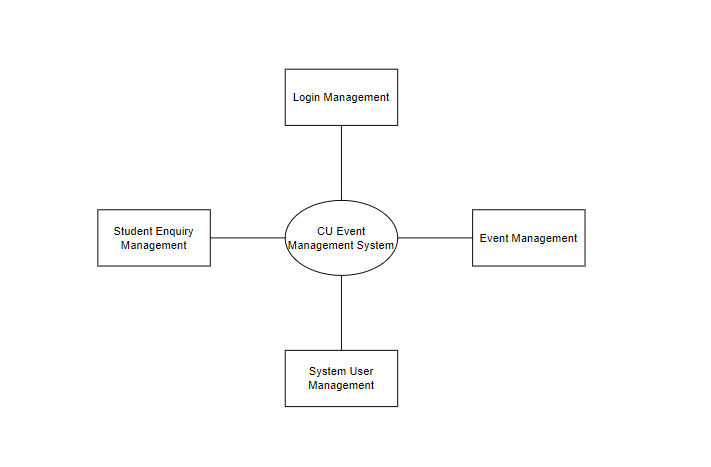 Login Management
Student Enquiry
Management
CU Event
Management System
Event Management
System User
Management